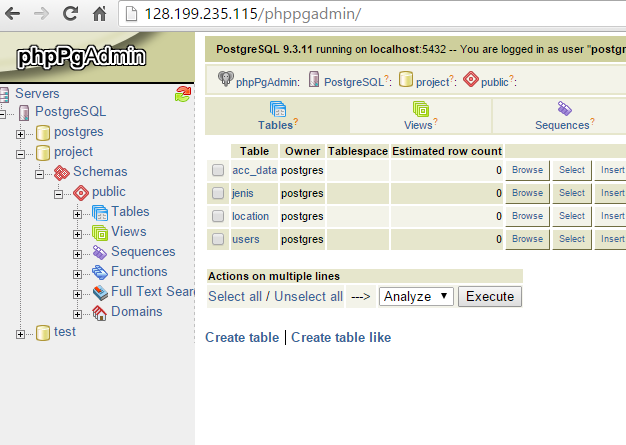 128.199.235.115/phppgadmin/
phpPgAdmin
Servers
PostgreSQL
postgres
project
Schemas
public
Tables
Views
Sequences
Functions
Full Text Sear
Domains
test
PostgreSQL 9.3.11 running on localhost:5432 -- You are logged in as user "postgr
phpPgAdmin: PostgreSQL?: project?: public?:
Tables? Views? Sequences?
Table Owner Tablespace Estimated row count
acc_data postgres 0 Browse Select Insert
jenis postgres 0 Browse Select Insert
location postgres 0 Browse Select Insert
users postgres 0 Browse Select Insert
Actions on multiple lines
Select all / Unselect all ---> Analyze Execute
Create table | Create table like